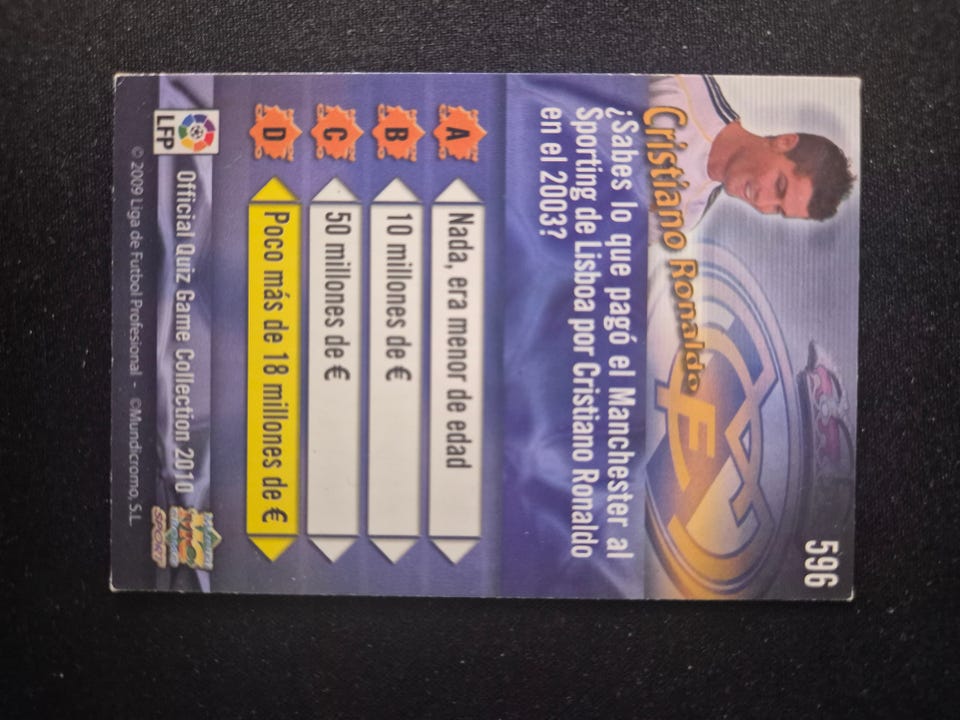 596
Cristiano Ronaldo
¿Sabes lo que pagó el Manchester al
Sporting de Lisboa por Cristiano Ronaldo
en el 2003?
A Nada, era menor de edad
B 10 millones de €
C 50 millones de €
D Poco más de 18 millones de €
LFP Official Quiz Game Collection 2010
SPORT
© 2009 Liga de Futbol Profesional - ©Mundicromo, S.L.